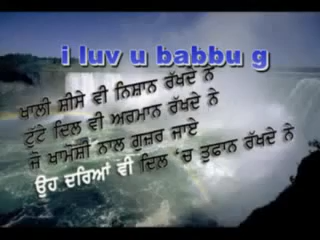 i luv u babbu g
ਖਾਲੀ ਸ਼ੀਸੇ ਵੀ ਨਿਸ਼ਾਨ ਰੱਖਦੇ ਨੇ
ਟੁੱਟੇ ਦਿਲ ਵੀ ਅਰਮਾਨ ਰੱਖਦੇ ਨੇ
ਜੋ ਖਾਮੋਸ਼ੀ ਨਾਲ ਗੁਜ਼ਰ ਜਾਏ
ਉਹ ਦਰਿਆਂ ਵੀ ਦਿਲ 'ਚ ਤੁਫਾਨ ਰੱਖਦੇ ਨੇ